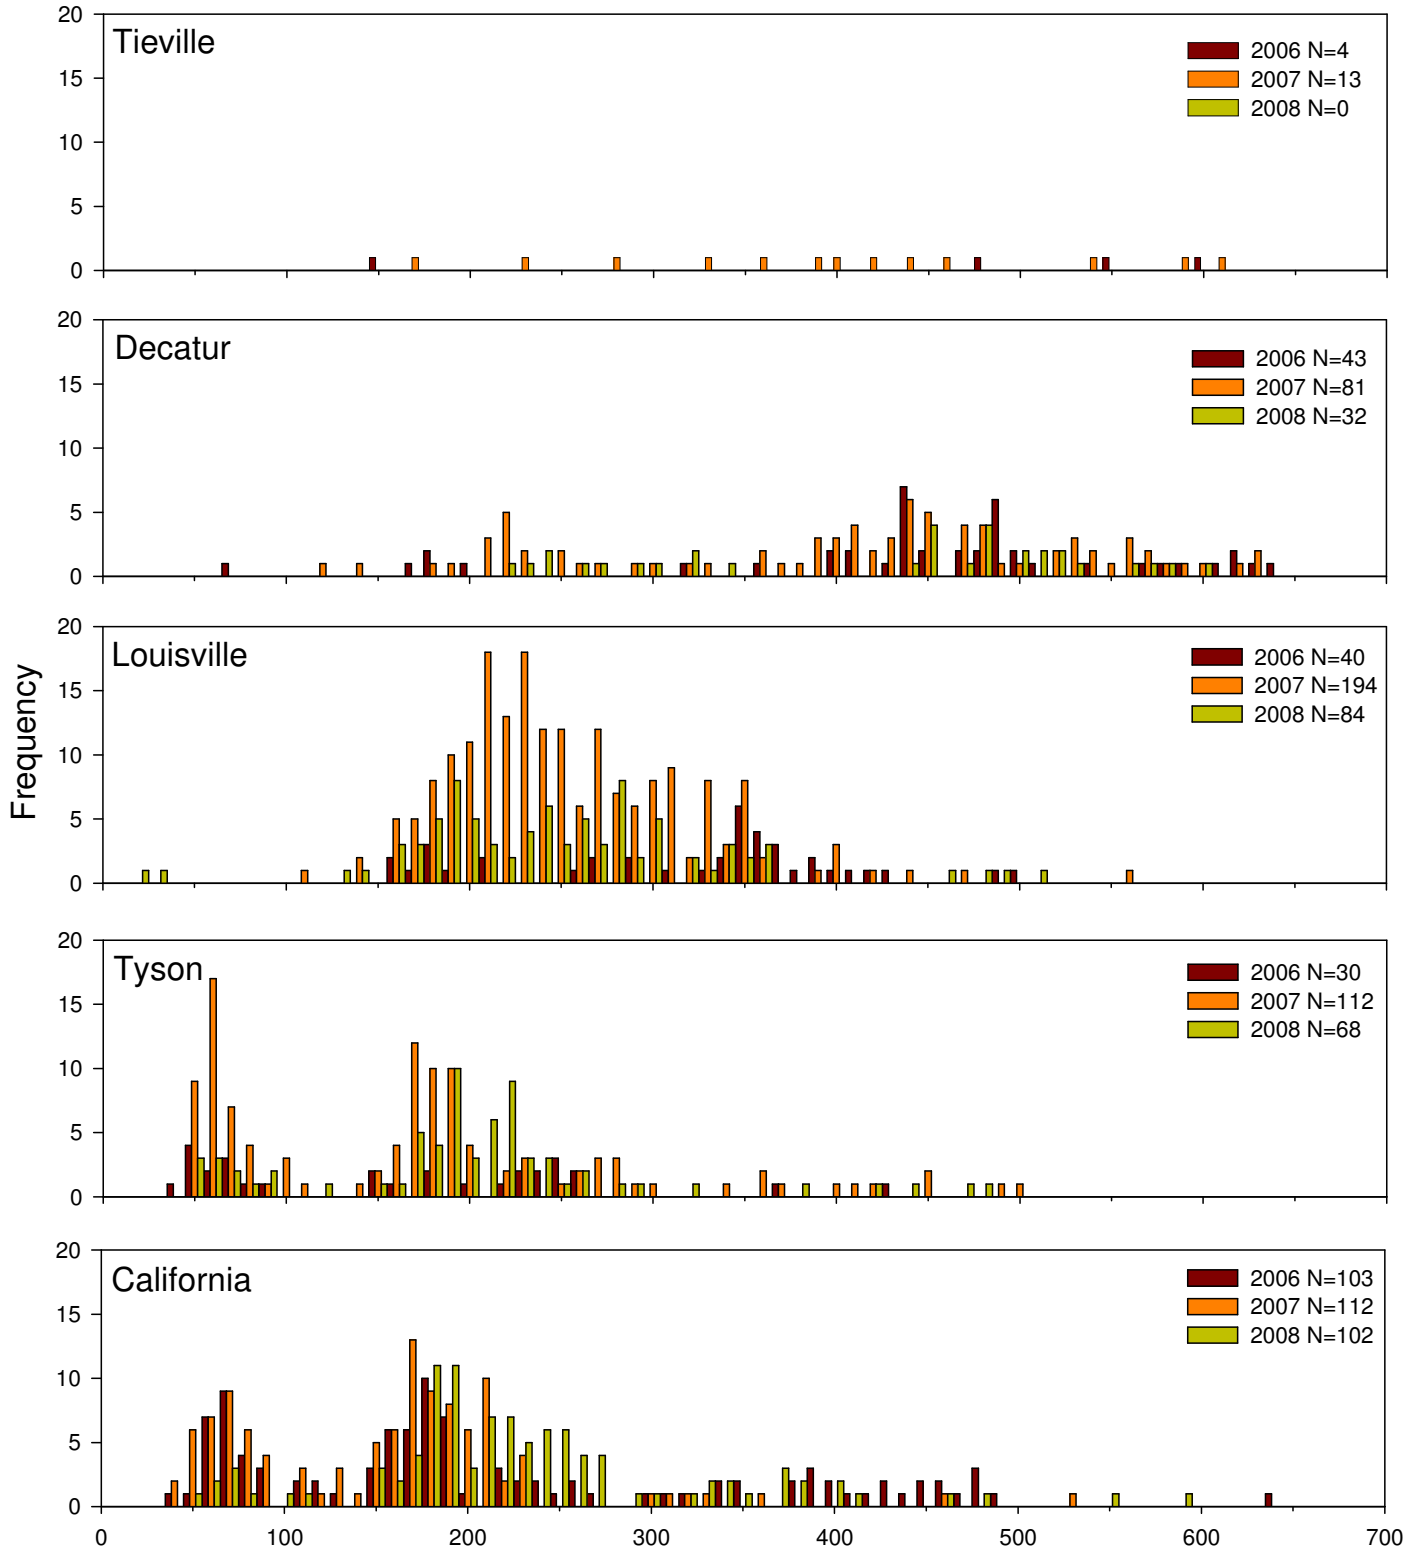 20
Tieville
2006 N=4
15
2007 N=13
2008 N=0
10
5
0
20
Decatur
2006 N=43
15
2007 N=81
2008 N=32
10
5
0
20
Louisville
2006 N=40
15
2007 N=194
2008 N=84
Frequency
10
5
0
20
Tyson
2006 N=30
15
2007 N=112
2008 N=68
10
5
0
20
California
2006 N=103
15
2007 N=112
2008 N=102
10
5
0
0 100 200 300 400 500 600 700